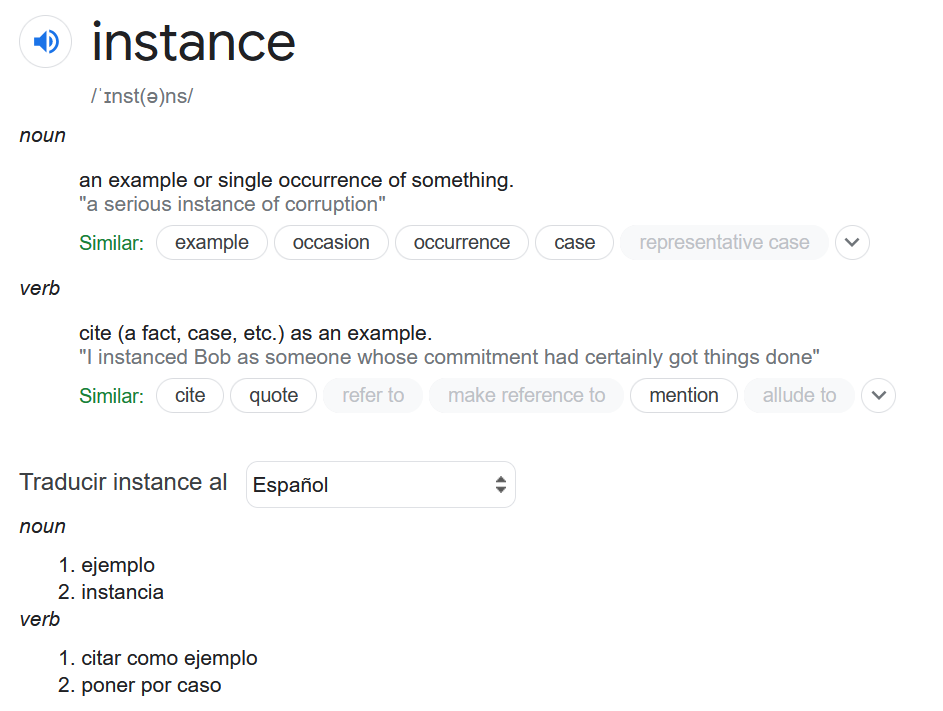 instance
/ˈɪnst(ə)ns/
noun
an example or single occurrence of something.
"a serious instance of corruption"
Similar: example occasion occurrence case representative case
verb
cite (a fact, case, etc.) as an example.
"I instanced Bob as someone whose commitment had certainly got things done"
Similar: cite quote refer to make reference to mention allude to
Traducir instance al Español
noun
1. ejemplo
2. instancia
verb
1. citar como ejemplo
2. poner por caso